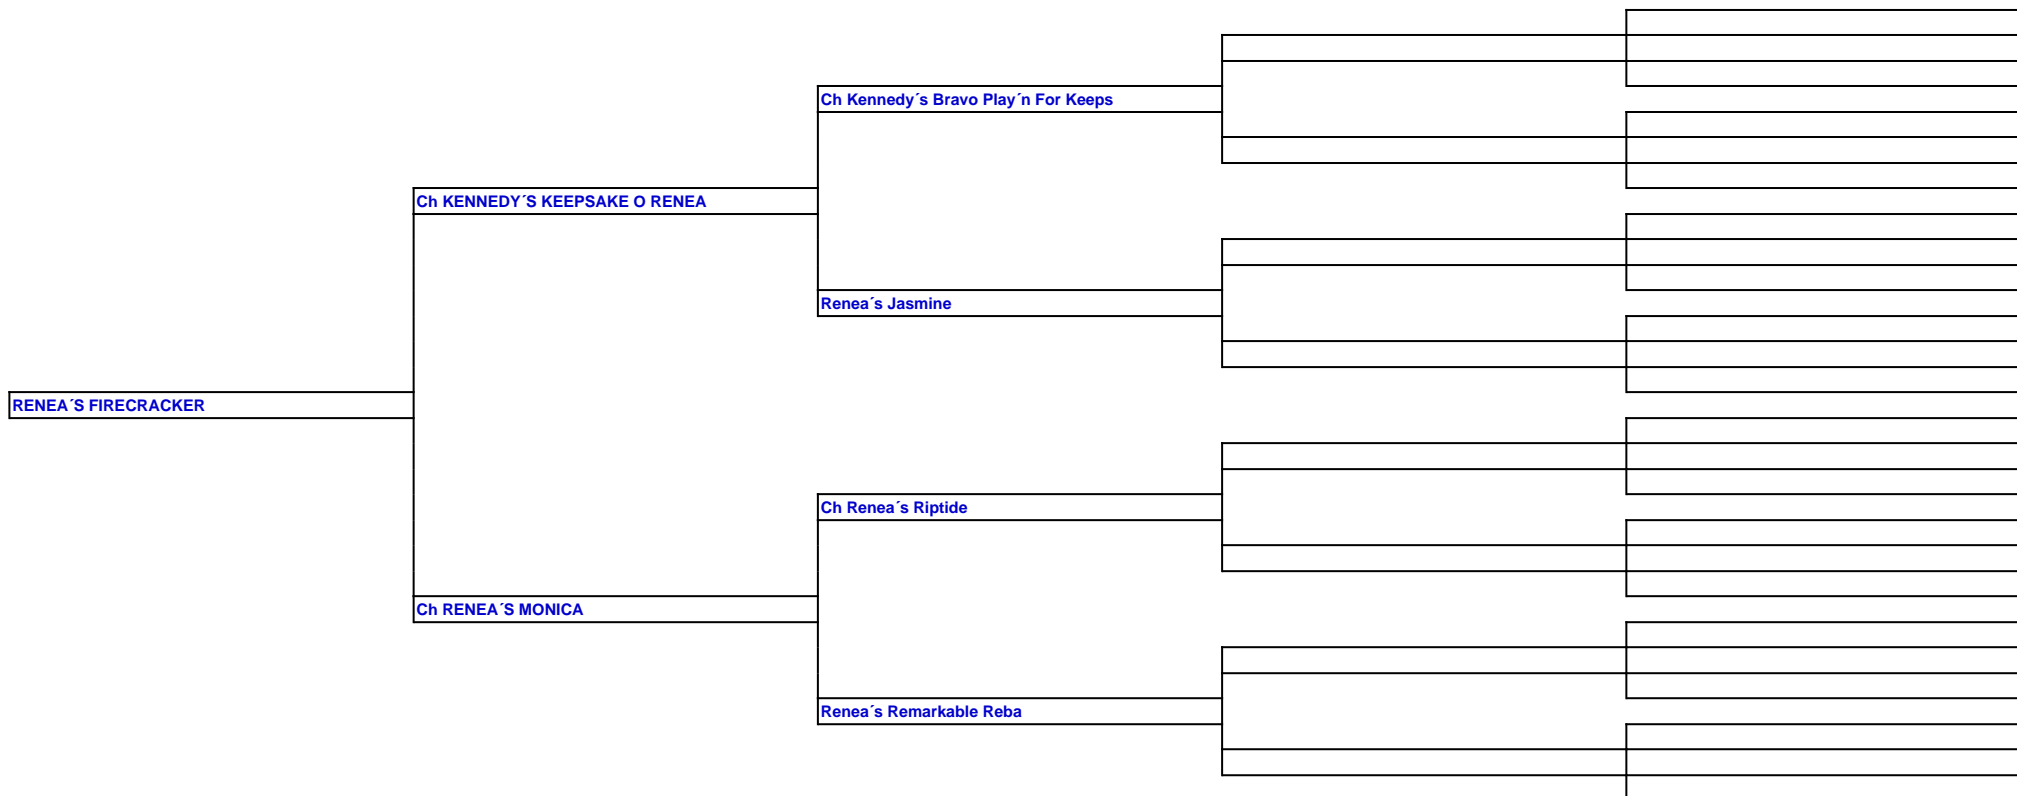 Ch Kennedy´s Bravo Play´n For Keeps
Ch KENNEDY´S KEEPSAKE O RENEA
Renea´s Jasmine
RENEA´S FIRECRACKER
Ch Renea´s Riptide
Ch RENEA´S MONICA
Renea´s Remarkable Reba